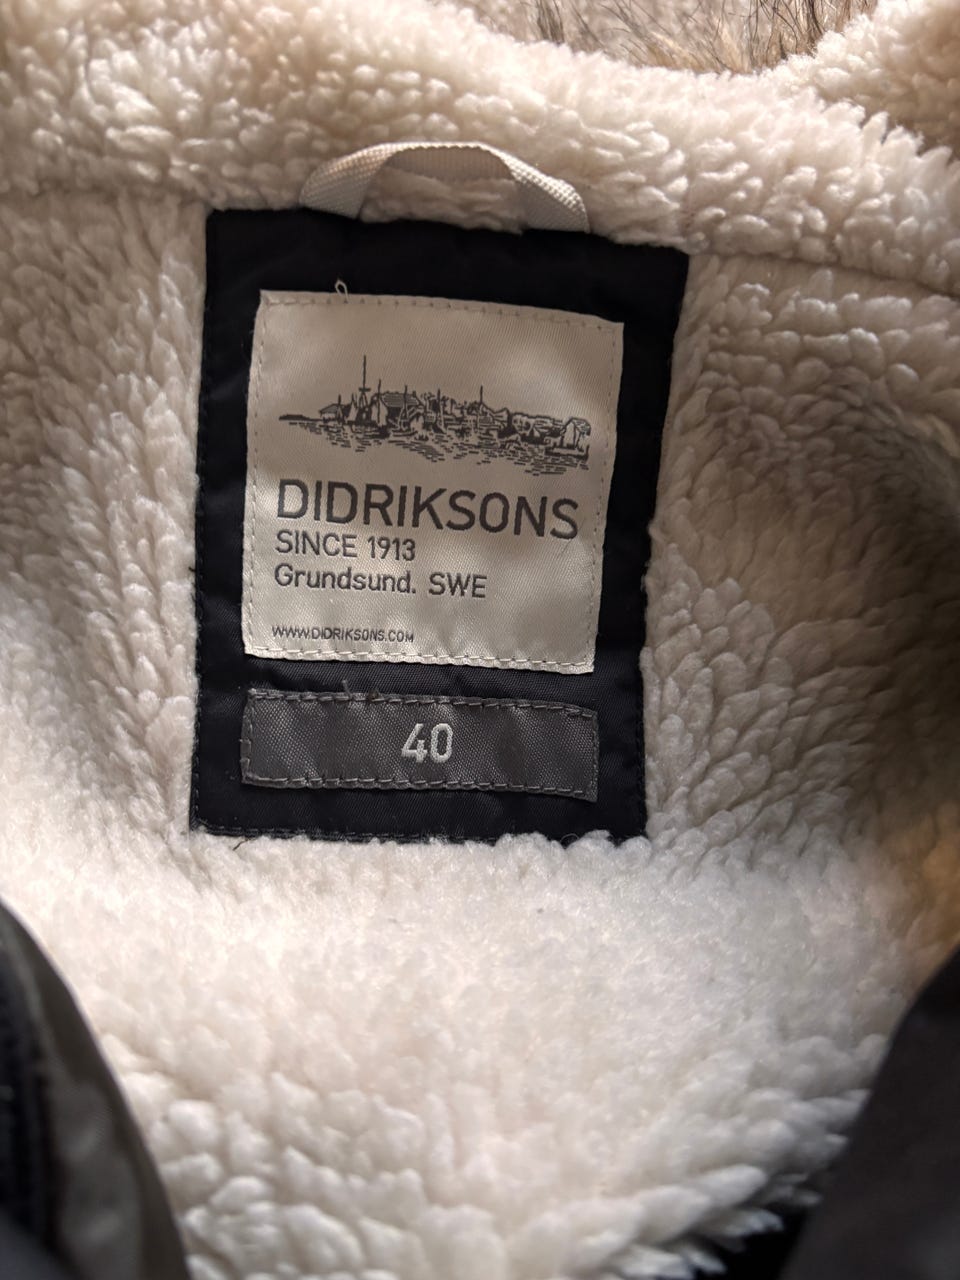 DIDRIKSONS
SINCE 1913
Grundsund. SWE
WWW.DIDRIKSONS.COM
40